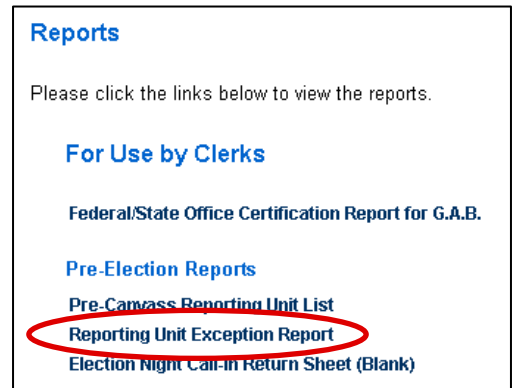 Reports
Please click the links below to view the reports.
For Use by Clerks
Federal/State Office Certification Report for G.A.B.
Pre-Election Reports
Pre-Canvass Reporting Unit List
Reporting Unit Exception Report
Election Night Call-in Return Sheet (Blank)